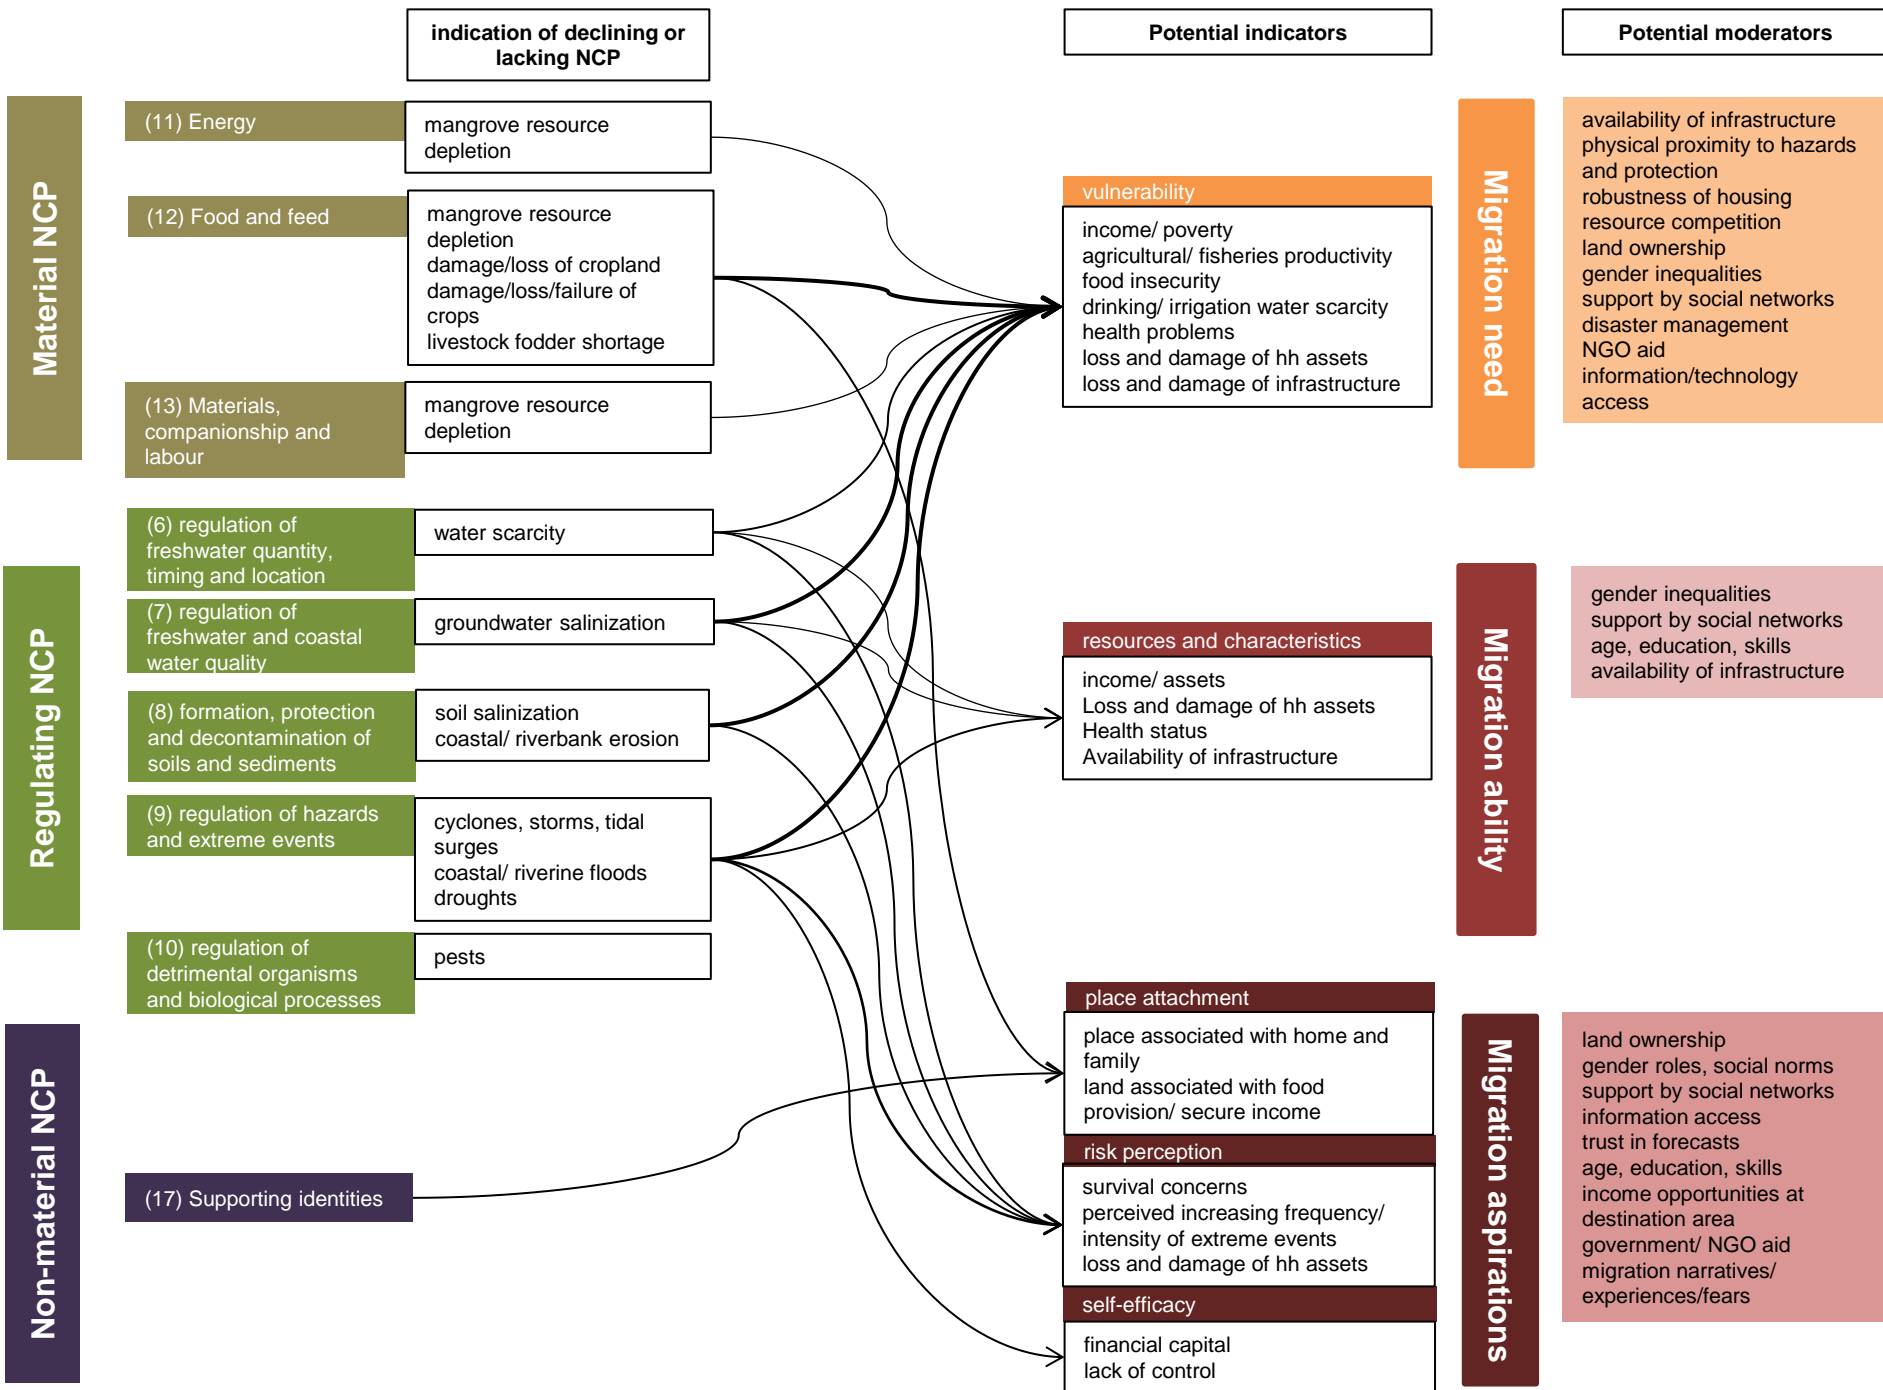 indication of declining or
lacking NCP
Potential indicators
Potential moderators
Material NCP
(11) Energy
mangrove resource
depletion
(12) Food and feed
mangrove resource
depletion
damage/loss of cropland
damage/loss/failure of
crops
livestock fodder shortage
(13) Materials,
companionship and
labour
mangrove resource
depletion
Regulating NCP
(6) regulation of
freshwater quantity,
timing and location
water scarcity
(7) regulation of
freshwater and coastal
water quality
groundwater salinization
(8) formation, protection
and decontamination of
soils and sediments
soil salinization
coastal/ riverbank erosion
(9) regulation of hazards
and extreme events
cyclones, storms, tidal
surges
coastal/ riverine floods
droughts
(10) regulation of
detrimental organisms
and biological processes
pests
Non-material NCP
(17) Supporting identities
vulnerability
income/ poverty
agricultural/ fisheries productivity
food insecurity
drinking/ irrigation water scarcity
health problems
loss and damage of hh assets
loss and damage of infrastructure
Migration need
availability of infrastructure
physical proximity to hazards
and protection
robustness of housing
resource competition
land ownership
gender inequalities
support by social networks
disaster management
NGO aid
information/technology
access
resources and characteristics
income/ assets
Loss and damage of hh assets
Health status
Availability of infrastructure
Migration ability
gender inequalities
support by social networks
age, education, skills
availability of infrastructure
place attachment
place associated with home and
family
land associated with food
provision/ secure income
risk perception
survival concerns
perceived increasing frequency/
intensity of extreme events
loss and damage of hh assets
self-efficacy
financial capital
lack of control
Migration aspirations
land ownership
gender roles, social norms
support by social networks
information access
trust in forecasts
age, education, skills
income opportunities at
destination area
government/ NGO aid
migration narratives/
experiences/fears